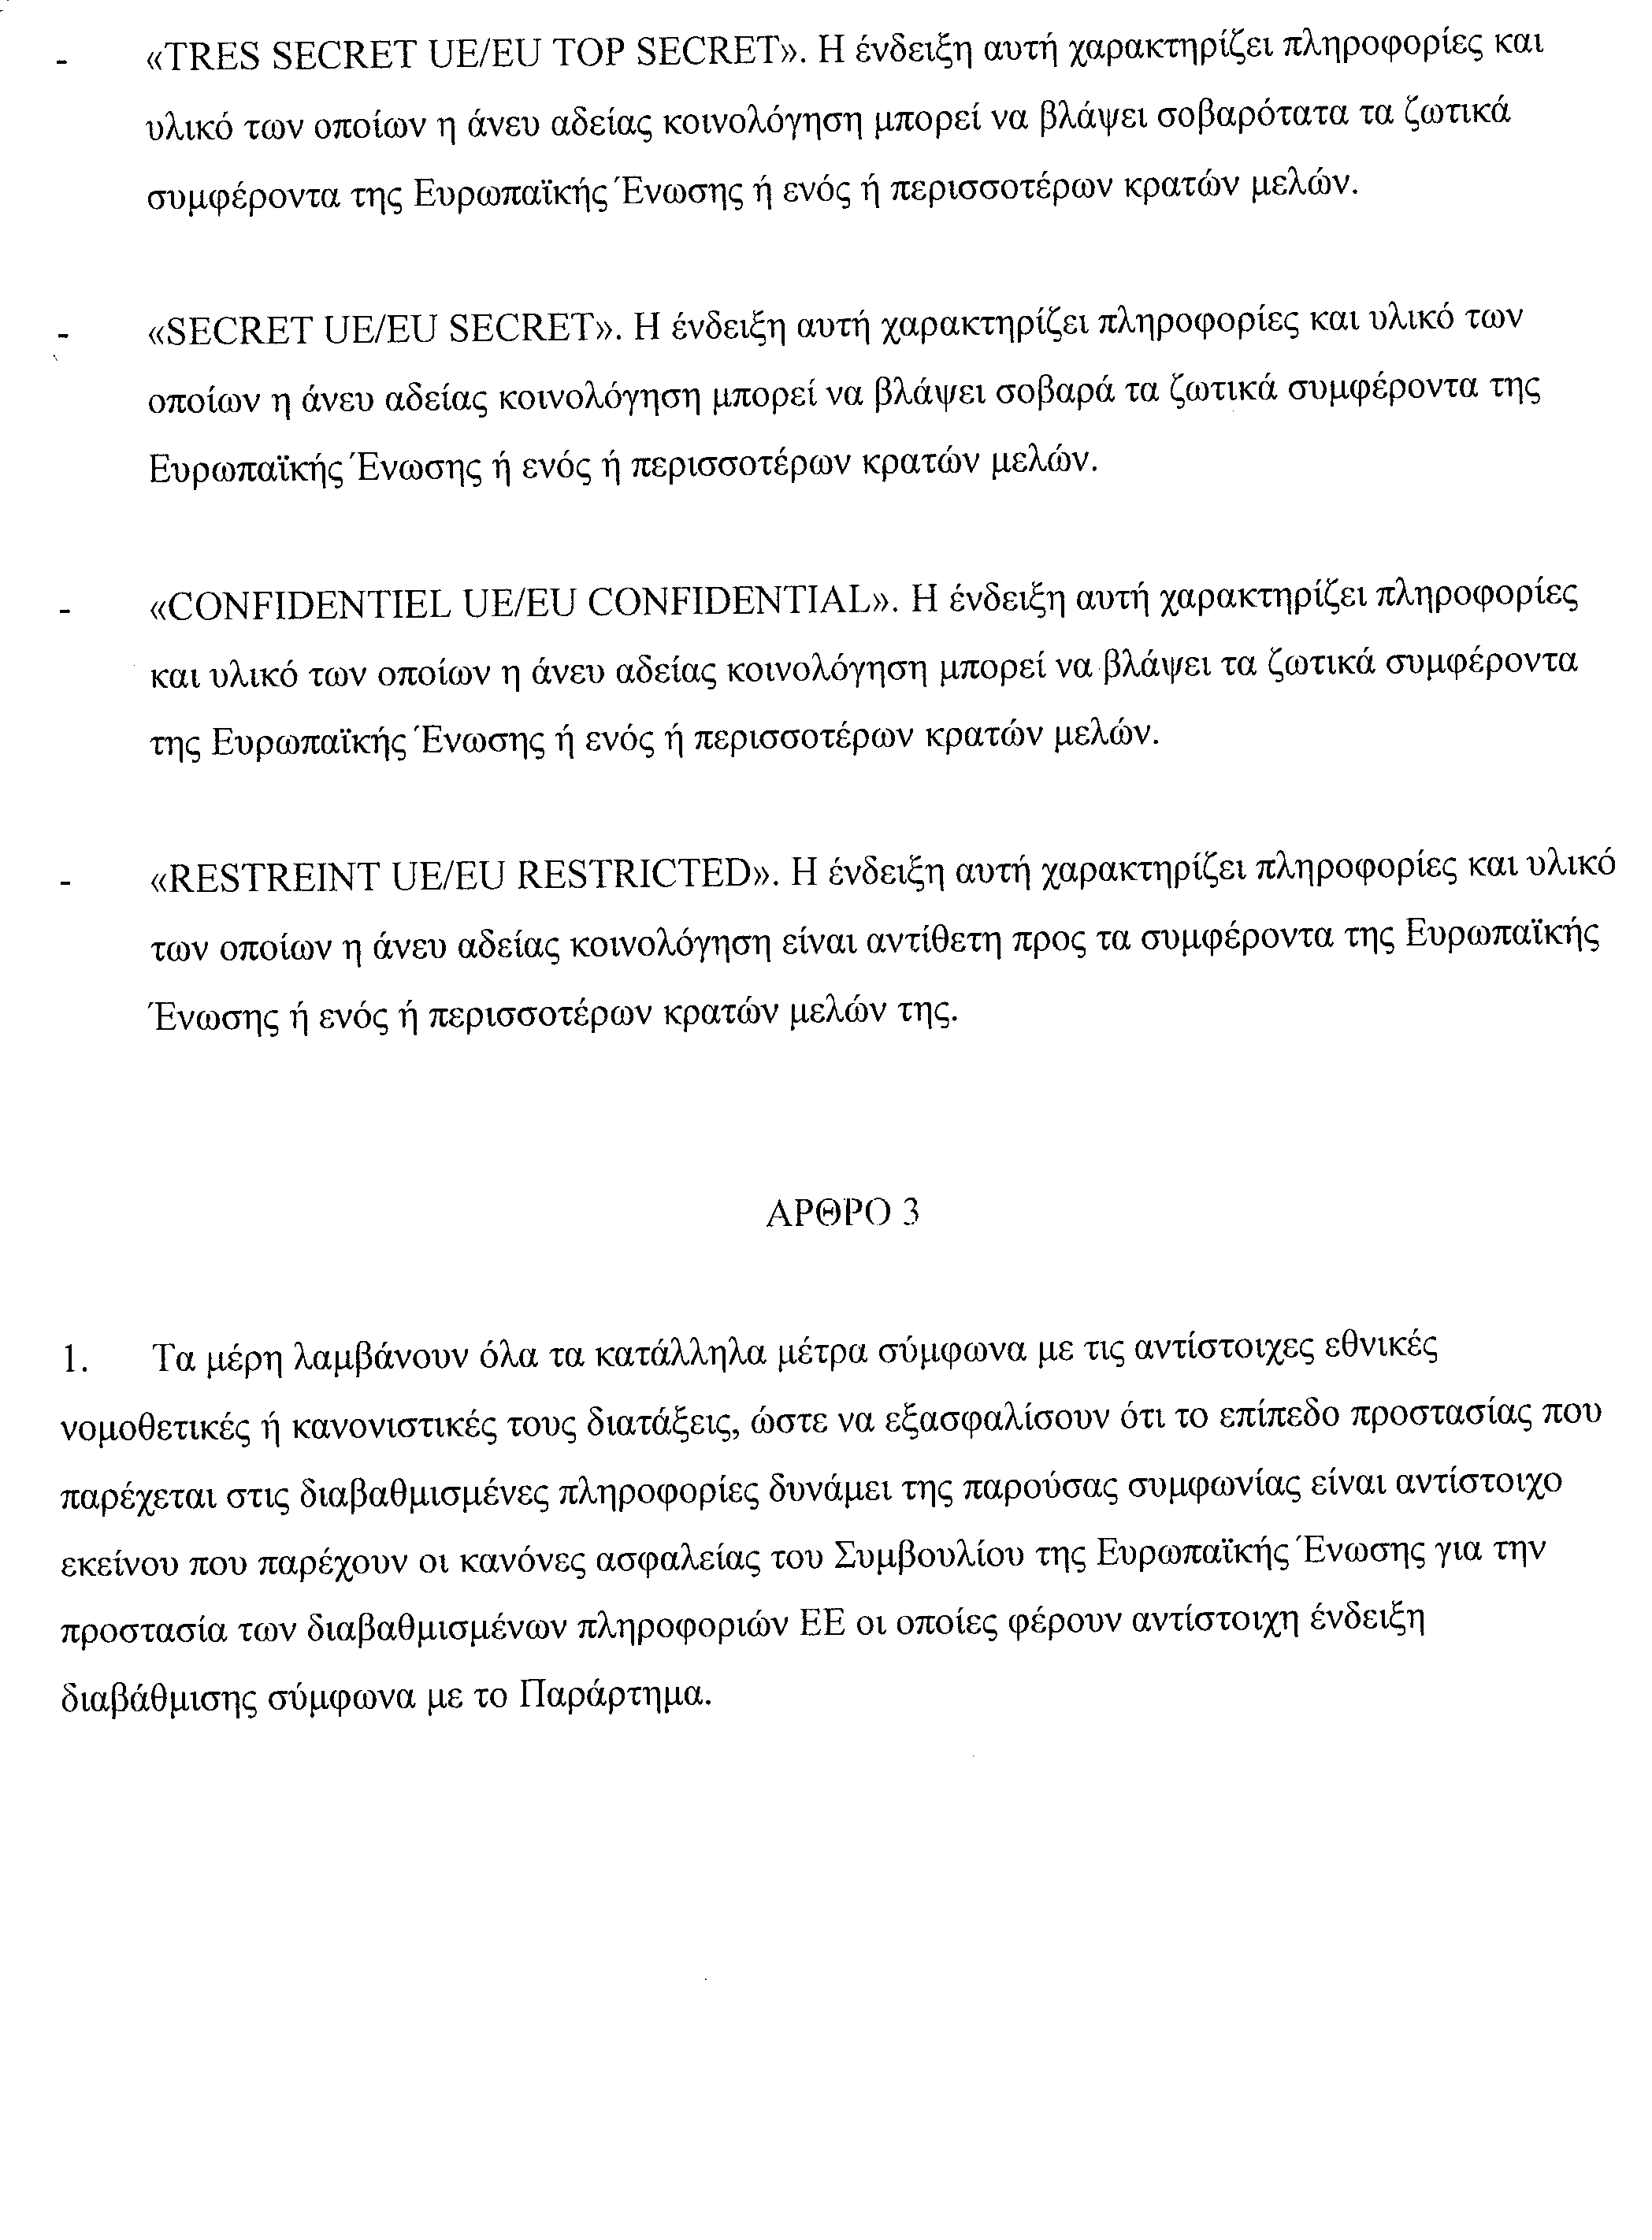 - «TRES SECRET UE/EU TOP SECRET». Η ένδειξη αυτή χαρακτηρίζει πληροφορίες και
υλικό των οποίων η άνευ αδείας κοινολόγηση μπορεί να βλάψει σοβαρότατα τα ζωτικά
συμφέροντα της Ευρωπαϊκής Ένωσης ή ενός ή περισσοτέρων κρατών μελών.
- «SECRET UE/EU SECRET». Η ένδειξη αυτή χαρακτηρίζει πληροφορίες και υλικό των
οποίων η άνευ αδείας κοινολόγηση μπορεί να βλάψει σοβαρά τα ζωτικά συμφέροντα της
Ευρωπαϊκής Ένωσης ή ενός ή περισσοτέρων κρατών μελών.
- «CONFIDENTIEL UE/EU CONFIDENTIAL». Η ένδειξη αυτή χαρακτηρίζει πληροφορίες
και υλικό των οποίων η άνευ αδείας κοινολόγηση μπορεί να βλάψει τα ζωτικά συμφέροντα
της Ευρωπαϊκής Ένωσης ή ενός ή περισσοτέρων κρατών μελών.
- «RESTREINT UE/EU RESTRICTED». Η ένδειξη αυτή χαρακτηρίζει πληροφορίες και υλικό
των οποίων η άνευ αδείας κοινολόγηση είναι αντίθετη προς τα συμφέροντα της Ευρωπαϊκής
Ένωσης ή ενός ή περισσοτέρων κρατών μελών της.
ΑΡΘΡΟ 3
1. Τα μέρη λαμβάνουν όλα τα κατάλληλα μέτρα σύμφωνα με τις αντίστοιχες εθνικές
νομοθετικές ή κανονιστικές τους διατάξεις, ώστε να εξασφαλίσουν ότι το επίπεδο προστασίας που
παρέχεται στις διαβαθμισμένες πληροφορίες δυνάμει της παρούσας συμφωνίας είναι αντίστοιχο
εκείνου που παρέχουν οι κανόνες ασφαλείας του Συμβουλίου της Ευρωπαϊκής Ένωσης για την
προστασία των διαβαθμισμένων πληροφοριών ΕΕ οι οποίες φέρουν αντίστοιχη ένδειξη
διαβάθμισης σύμφωνα με το Παράρτημα.